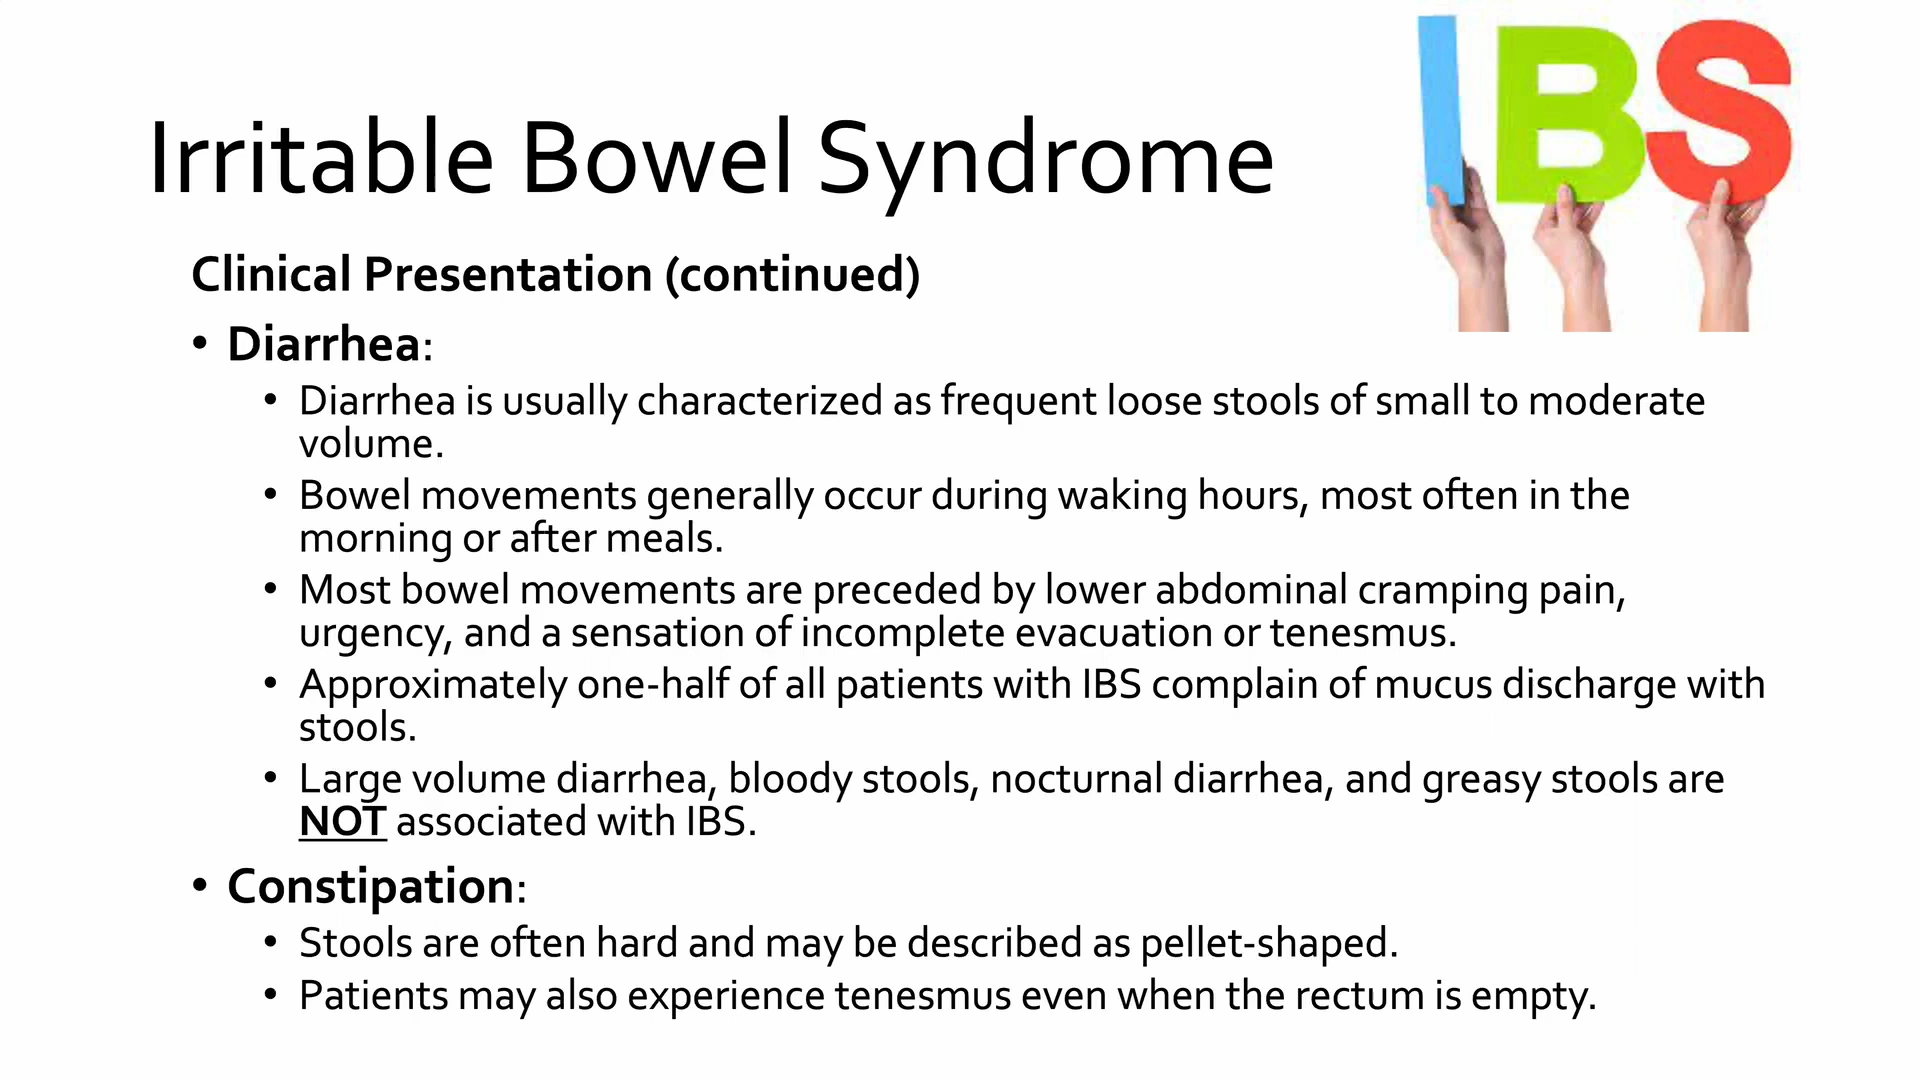 IBS
Irritable Bowel Syndrome
Clinical Presentation (continued)
• Diarrhea:
• Diarrhea is usually characterized as frequent loose stools of small to moderate
volume.
• Bowel movements generally occur during waking hours, most often in the
morning or after meals.
• Most bowel movements are preceded by lower abdominal cramping pain,
urgency, and a sensation of incomplete evacuation or tenesmus.
• Approximately one-half of all patients with IBS complain of mucus discharge with
stools.
• Large volume diarrhea, bloody stools, nocturnal diarrhea, and greasy stools are
NOT associated with IBS.
• Constipation:
• Stools are often hard and may be described as pellet-shaped.
• Patients may also experience tenesmus even when the rectum is empty.